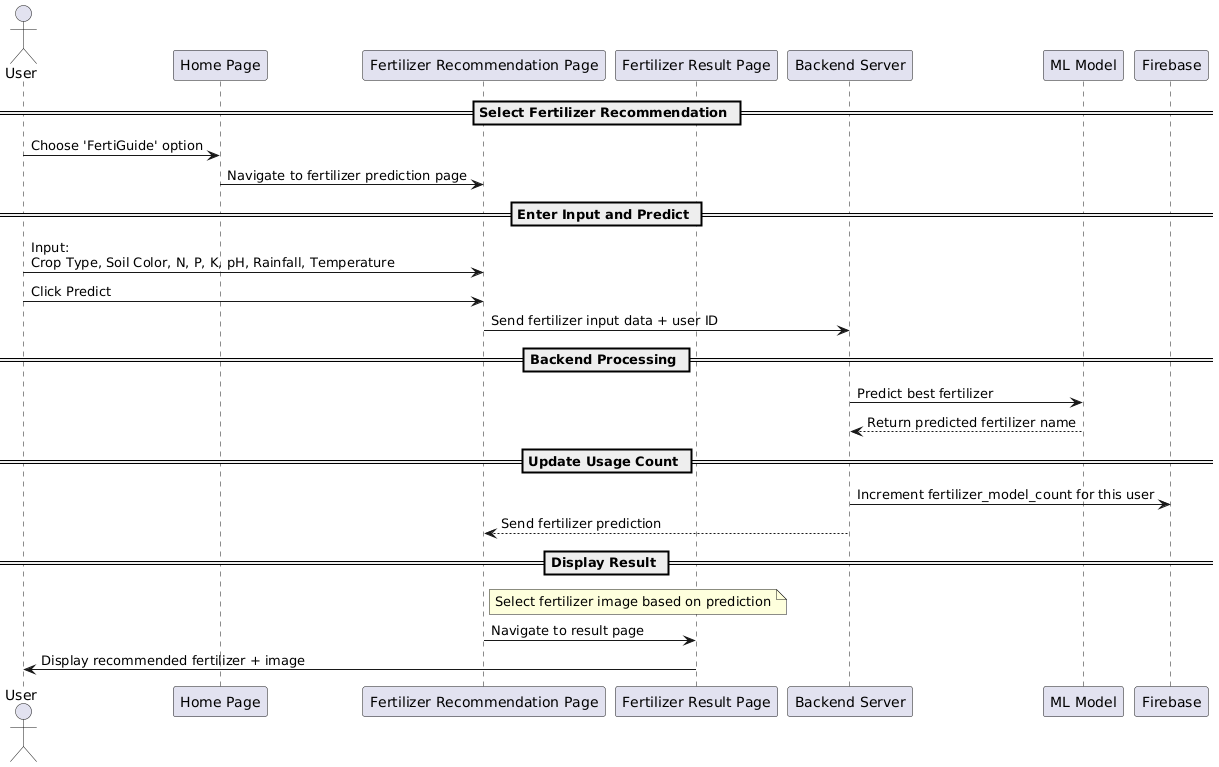 User
Home Page
Fertilizer Recommendation Page
Fertilizer Result Page
Backend Server
ML Model
Firebase
Select Fertilizer Recommendation
Choose 'FertiGuide' option
Navigate to fertilizer prediction page
Enter Input and Predict
Input:
Crop Type, Soil Color, N, P, K, pH, Rainfall, Temperature
Click Predict
Send fertilizer input data + user ID
Backend Processing
Predict best fertilizer
Return predicted fertilizer name
Update Usage Count
Increment fertilizer_model_count for this user
Send fertilizer prediction
Display Result
Select fertilizer image based on prediction
Navigate to result page
Display recommended fertilizer + image
User
Home Page
Fertilizer Recommendation Page
Fertilizer Result Page
Backend Server
ML Model
Firebase